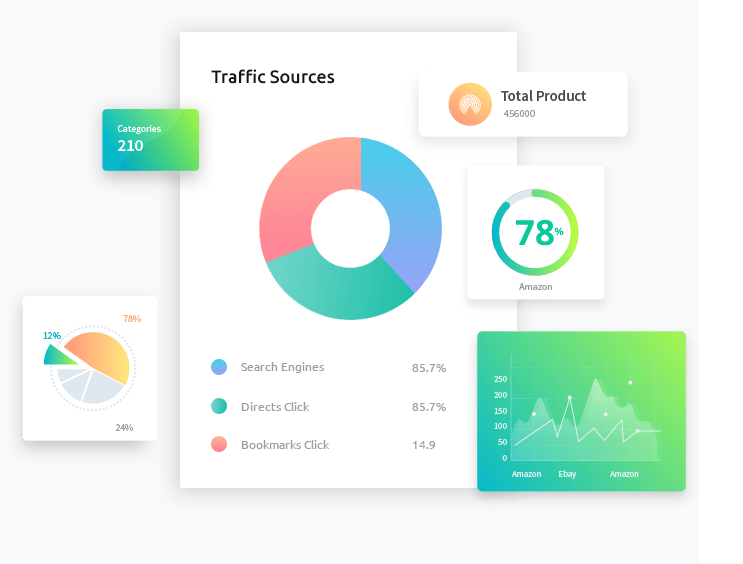 Traffic Sources
Total Product
456000
Categories
210
78%
Amazon
78%
12%
24%
Search Engines 85.7%
Directs Click 85.7%
Bookmarks Click 14.9
250
200
150
100
50
0
Amazon Ebay Amazon